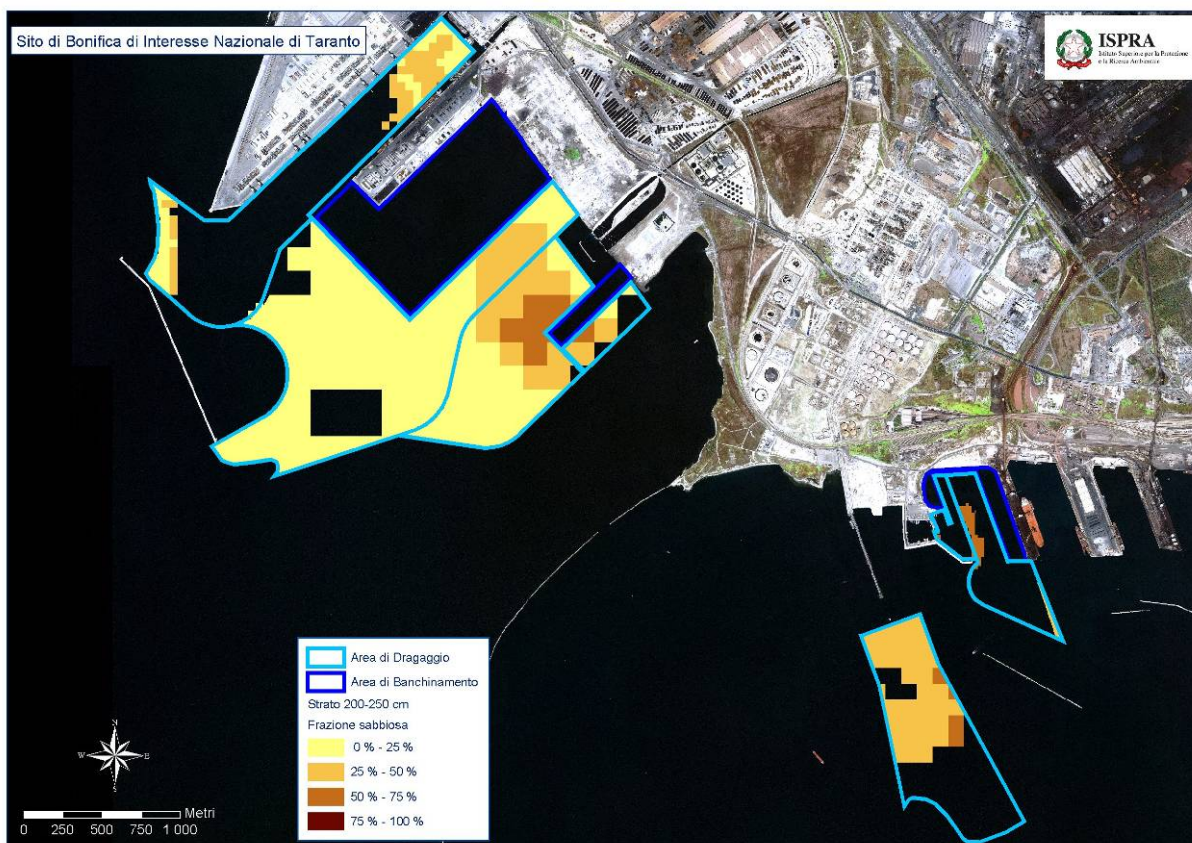 Sito di Bonifica di Interesse Nazionale di Taranto
ISPRA
Istituto Superiore per la Protezione
e la Ricerca Ambientale
Area di Dragaggio
Area di Banchinamento
Strato 200-250 cm
Frazione sabbiosa
0 % - 25 %
25 % - 50 %
50 % - 75 %
75 % - 100 %
N
W
E
S
Metri
0 250 500 750 1 000